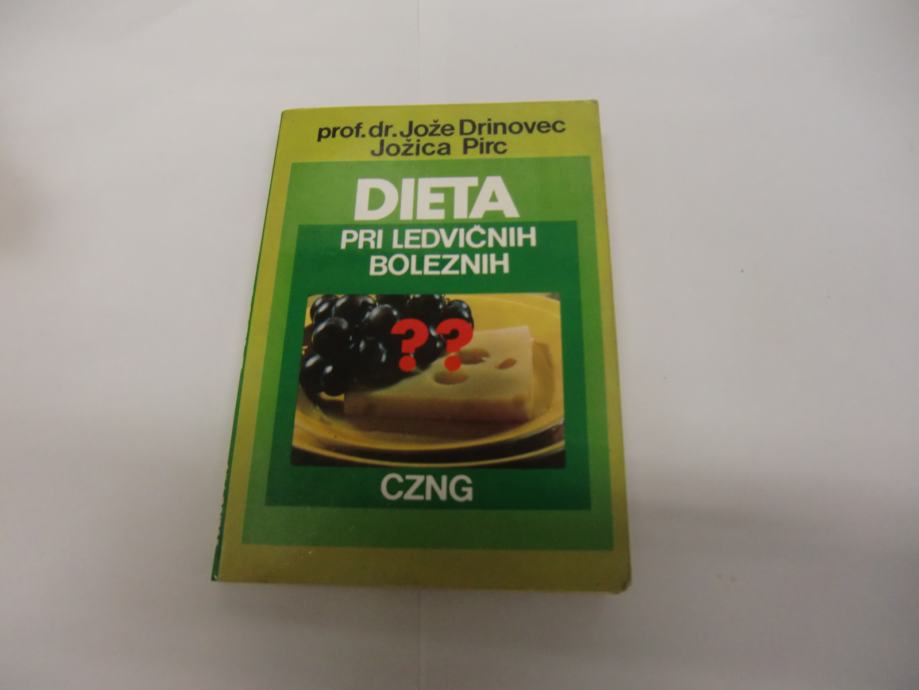 prof. dr. Jože Drinovec
Jožica Pirc
DIETA
PRI LEDVIČNIH
BOLEZNIH
??
CZNG